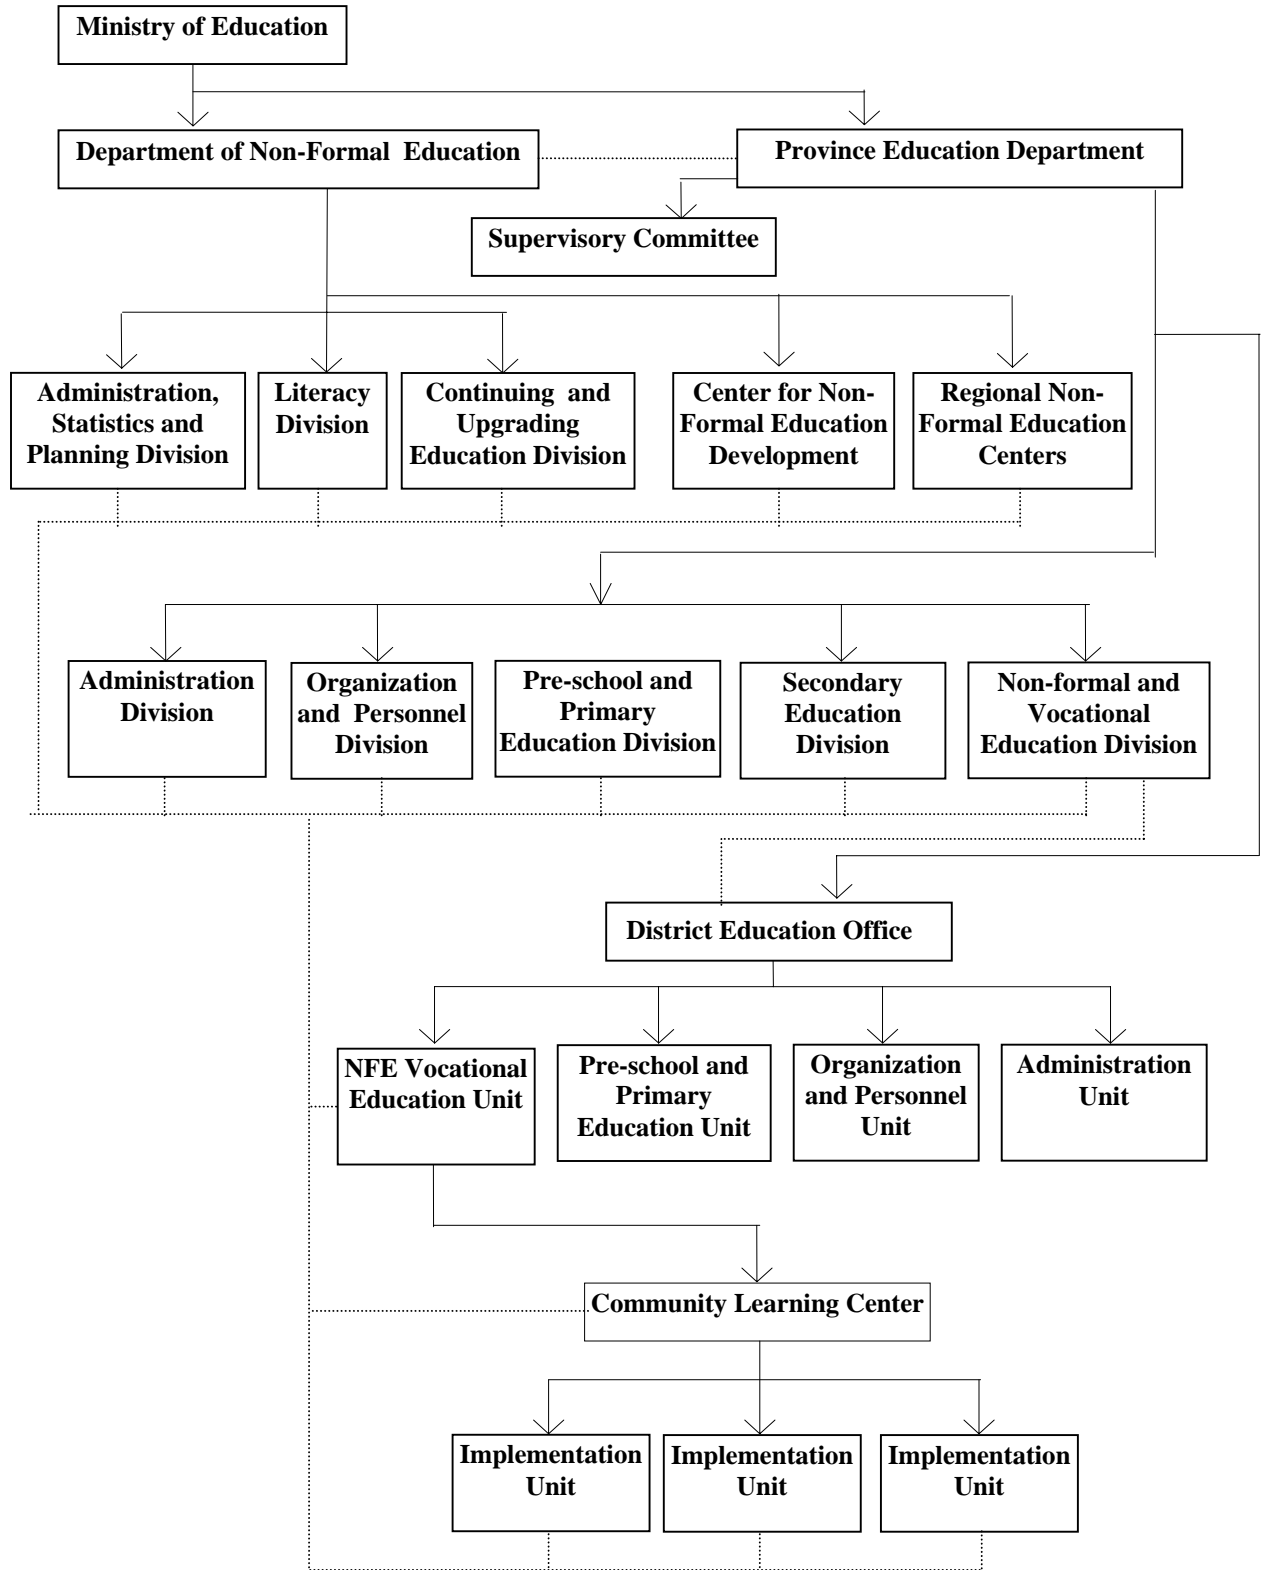 Ministry of Education
Department of Non-Formal Education
Province Education Department
Supervisory Committee
Administration,
Statistics and
Planning Division
Literacy
Division
Continuing and
Upgrading
Education Division
Center for Non-
Formal Education
Development
Regional Non-
Formal Education
Centers
Administration
Division
Organization
and Personnel
Division
Pre-school and
Primary
Education Division
Secondary
Education
Division
Non-formal and
Vocational
Education Division
District Education Office
NFE Vocational
Education Unit
Pre-school and
Primary
Education Unit
Organization
and Personnel
Unit
Administration
Unit
Community Learning Center
Implementation
Unit
Implementation
Unit
Implementation
Unit